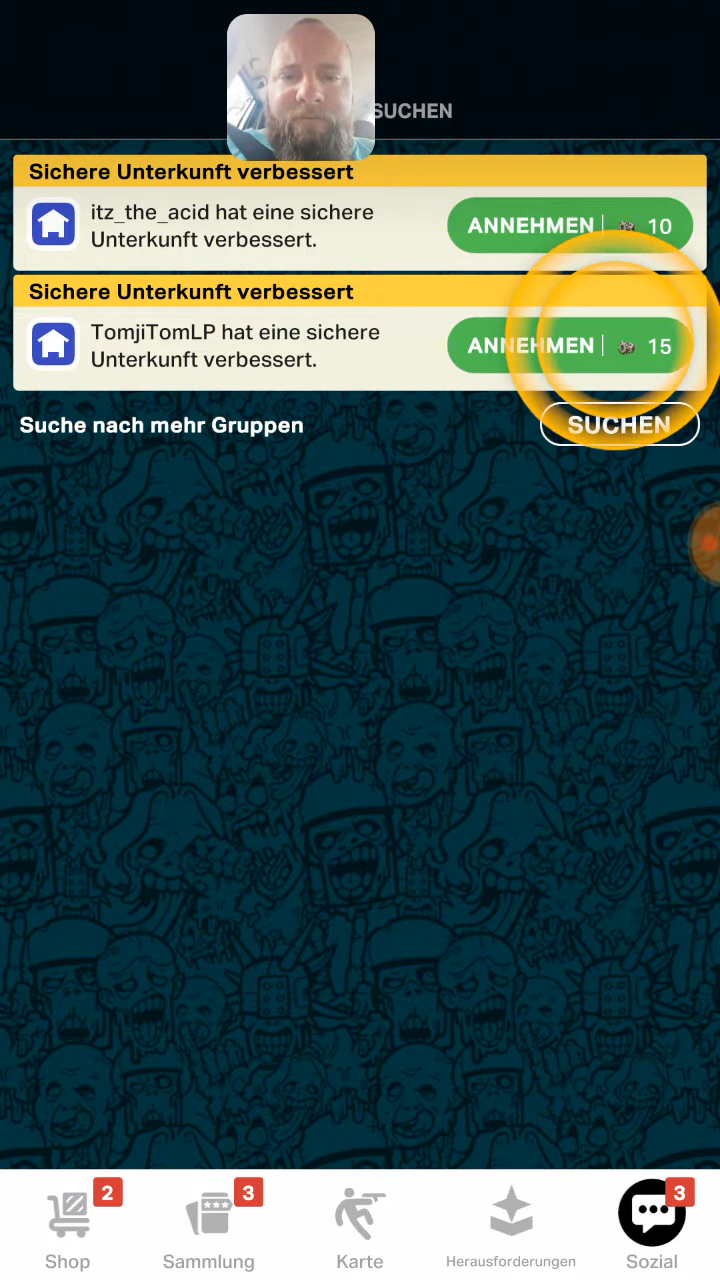 SUCHEN
Sichere Unterkunft verbessert
itz_the_acid hat eine sichere
Unterkunft verbessert.
ANNEHMEN | 10
Sichere Unterkunft verbessert
TomjiTomLP hat eine sichere
Unterkunft verbessert.
ANNEHMEN | 15
Suche nach mehr Gruppen
SUCHEN
2
3
3
Shop
Sammlung
Karte
Herausforderungen
Sozial